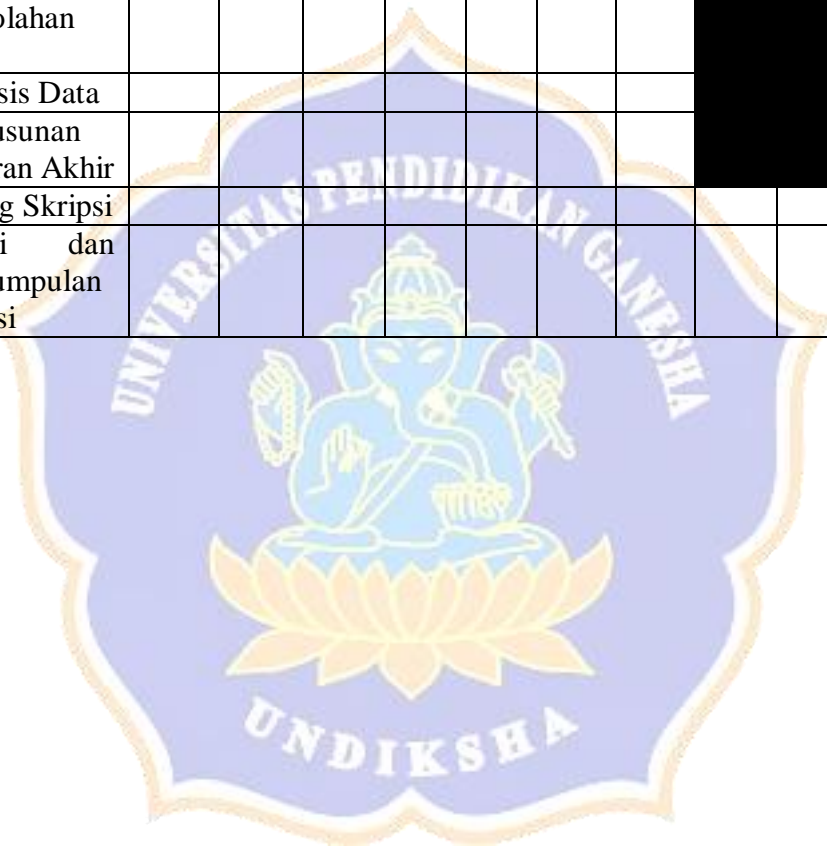 olahan
sis Data
usunan
ran Akhir
g Skripsi
i dan
umpulan
si
UNIVERSITAS PENDIDIKAN GANESHA
UNDIKSHA